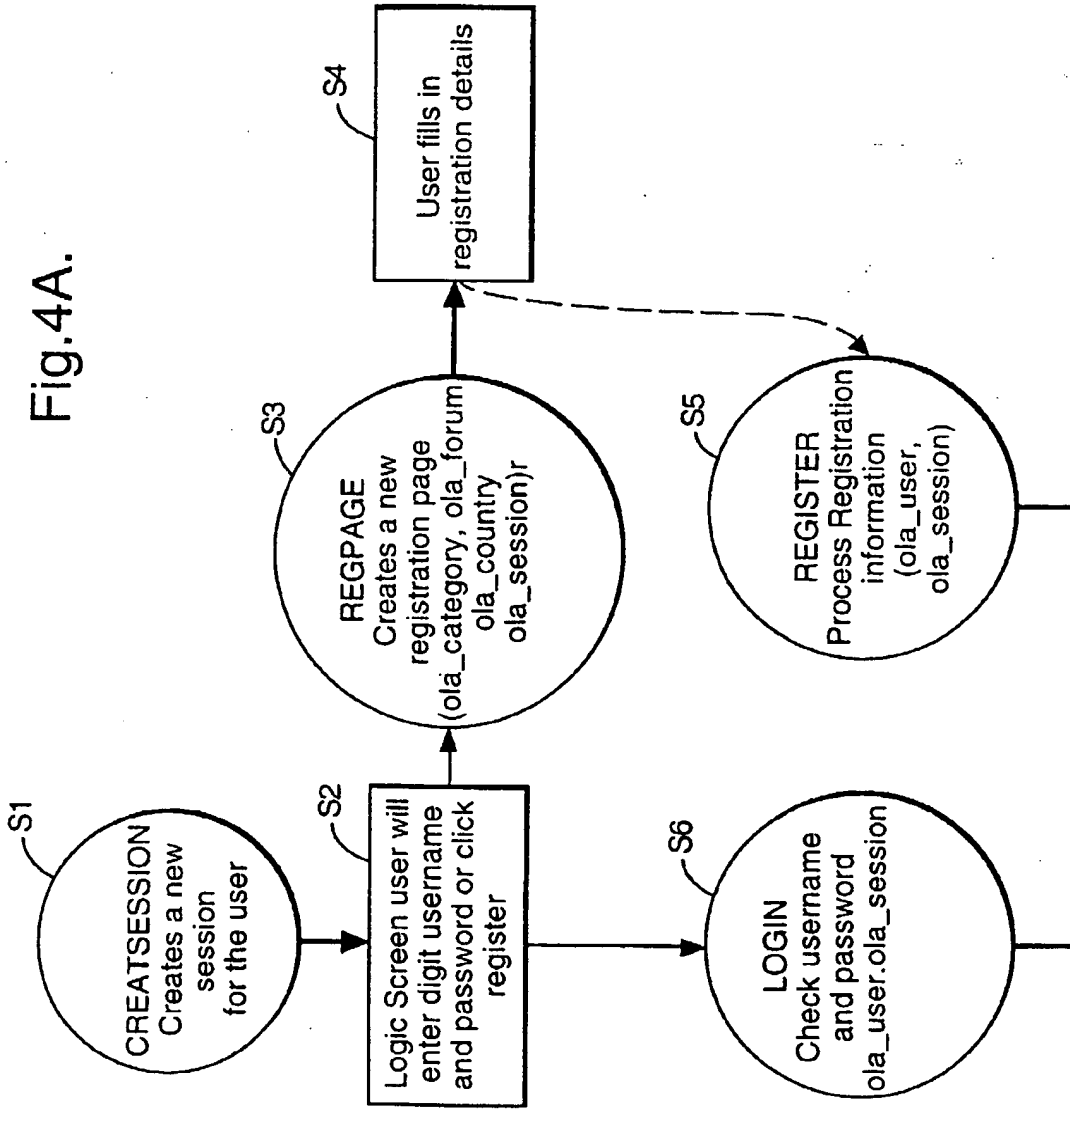 Fig.4A.
S1
CREATSESSION
Creates a new
session
for the user
S2
Logic Screen user will
enter digit username
and password or click
register
S3
REGPAGE
Creates a new
registration page
(ola_category, ola_forum
ola_country
ola_session)r
S4
User fills in
registration details
S5
REGISTER
Process Registration
information
(ola_user,
ola_session)
S6
LOGIN
Check username
and password
ola_user.ola_session